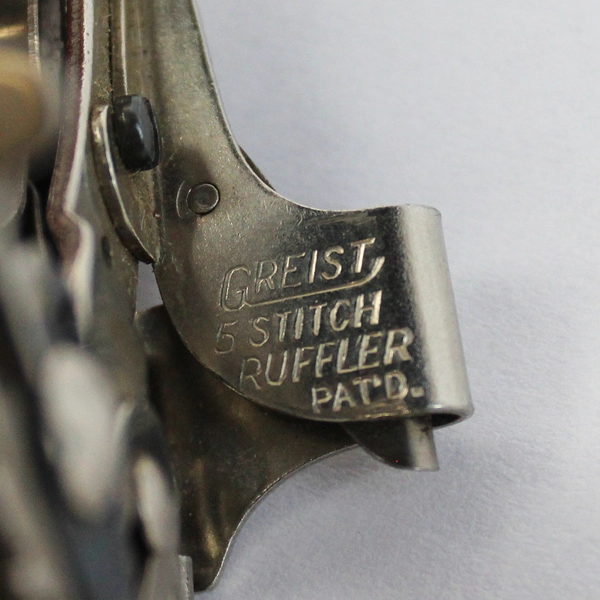 GREIST
5 STITCH
RUFFLER
PAT'D.